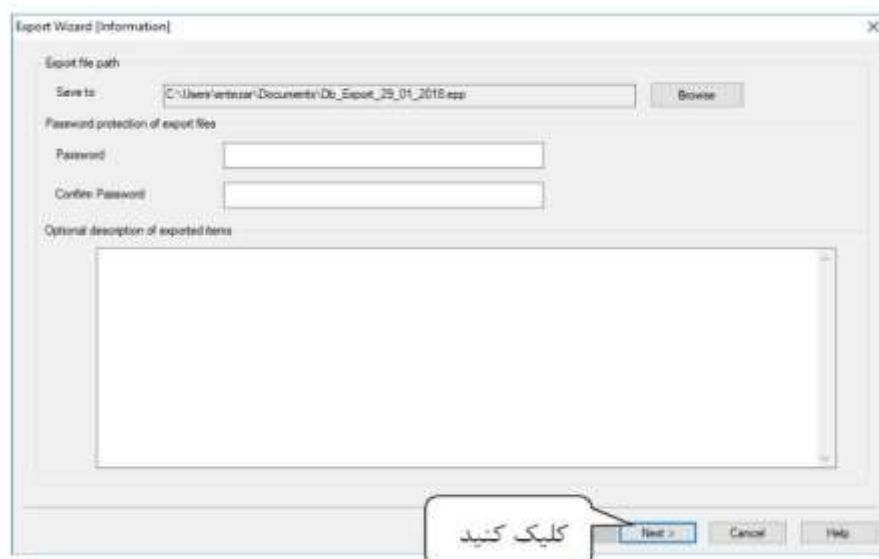 Export Wizard [Information]
Export file path
Save to C:\Users\entezar\Documents\Db_Export_29_01_2018.epp Browse
Password protection of export files
Password
Confirm Password
Optional description of exported items
کلیک کنید
Next > Cancel Help